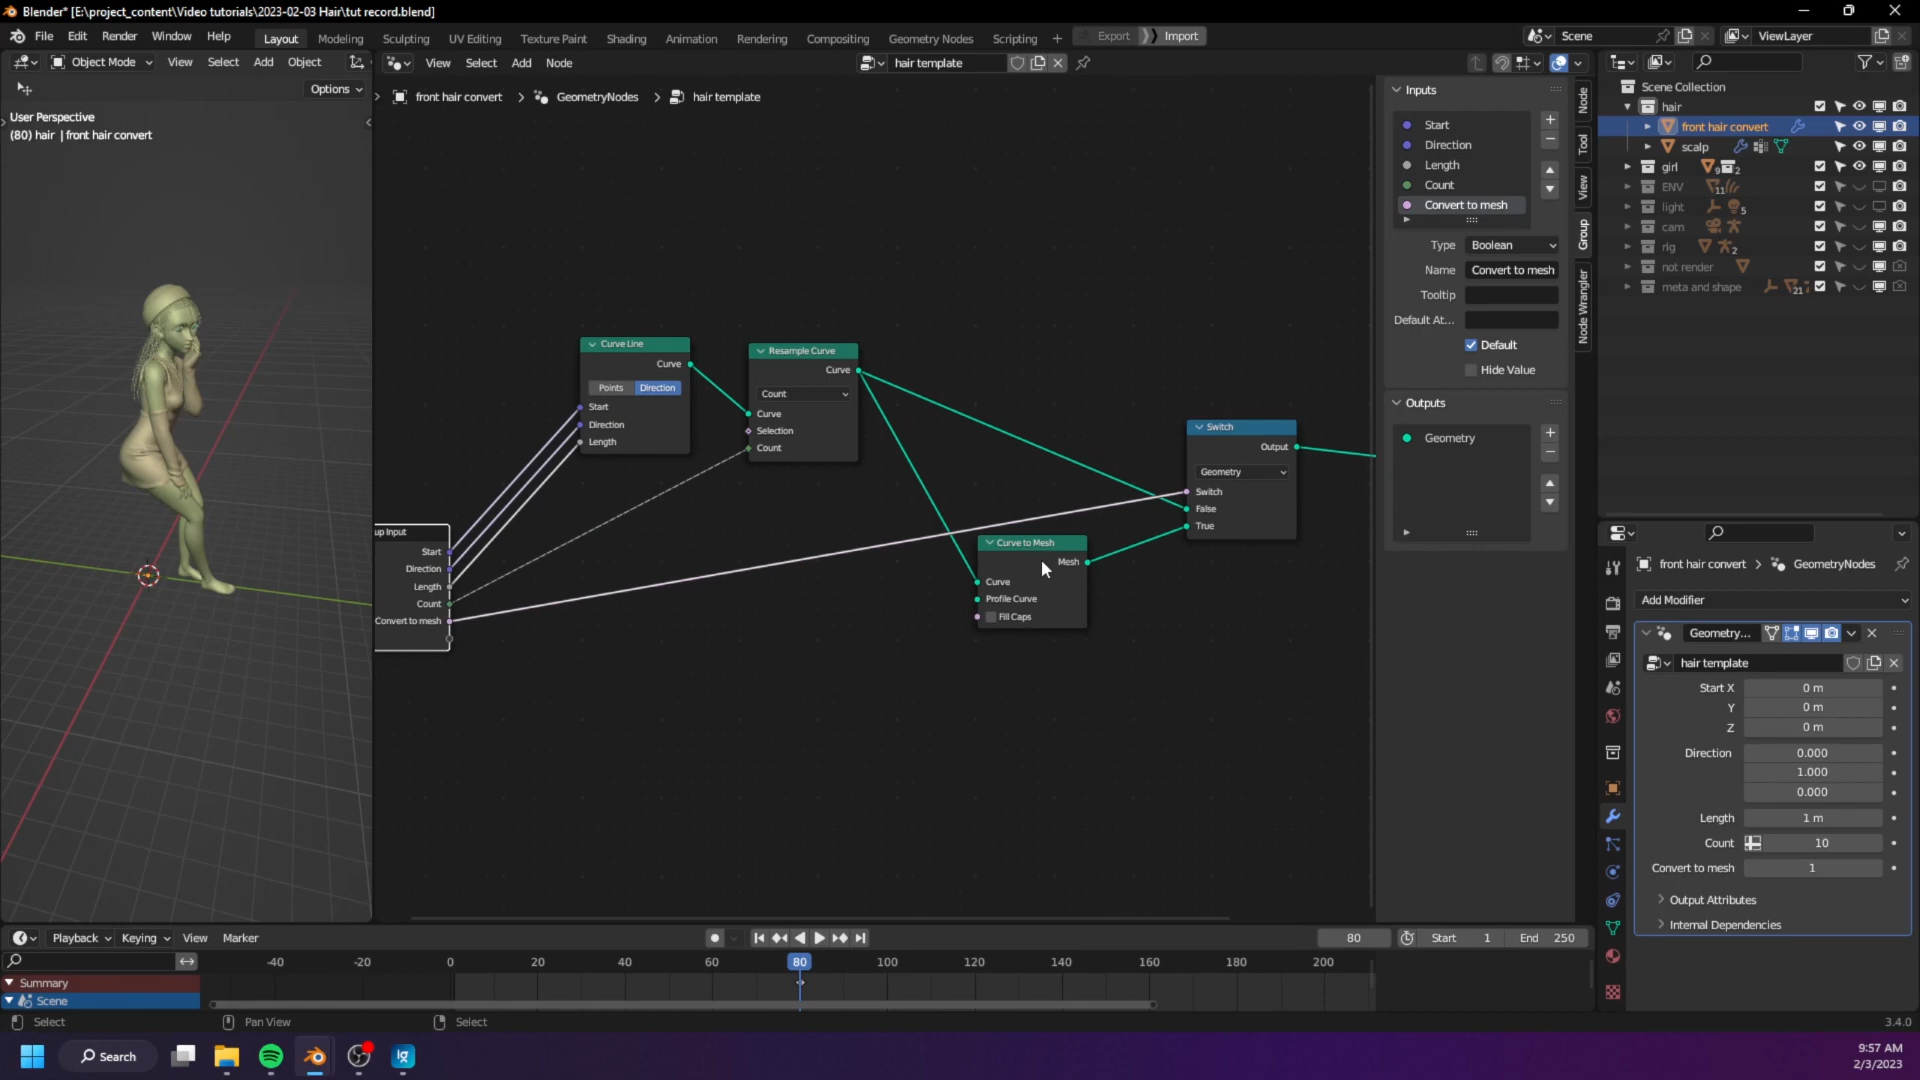 Blender* [E:\project_content\Video tutorials\2023-02-03 Hair\tut record.blend]
File Edit Render Window Help Layout Modeling Sculpting UV Editing Texture Paint Shading Animation Rendering Compositing Geometry Nodes Scripting + Export Import Scene ViewLayer
Object Mode View Select Add Object View Select Add Node hair template
Options
front hair convert > GeometryNodes > hair template
User Perspective
(80) hair | front hair convert
Curve Line
Curve
Points Direction
Start
Direction
Length
Resample Curve
Curve
Count
Curve
Selection
Count
Switch
Output
Geometry
Switch
False
True
Curve to Mesh
Mesh
Curve
Profile Curve
Fill Caps
up Input
Start
Direction
Length
Count
Convert to mesh
Inputs
Start
Direction
Length
Count
Convert to mesh
Type Boolean
Name Convert to mesh
Tooltip
Default At...
Default
Hide Value
Outputs
Geometry
Node
Tool
View
Group
Node Wrangler
Scene Collection
hair
front hair convert
scalp
girl 9 2
ENV 11
light 5
cam
rig 2
not render
meta and shape 21
front hair convert > GeometryNodes
Add Modifier
Geometry...
hair template
Start X 0 m
Y 0 m
Z 0 m
Direction 0.000
1.000
0.000
Length 1 m
Count 10
Convert to mesh 1
Output Attributes
Internal Dependencies
Playback Keying View Marker 80 Start 1 End 250
-40 -20 0 20 40 60 80 100 120 140 160 180 200
Summary
Scene
Select Pan View Select 3.4.0
Search
lg
9:57 AM
2/3/2023